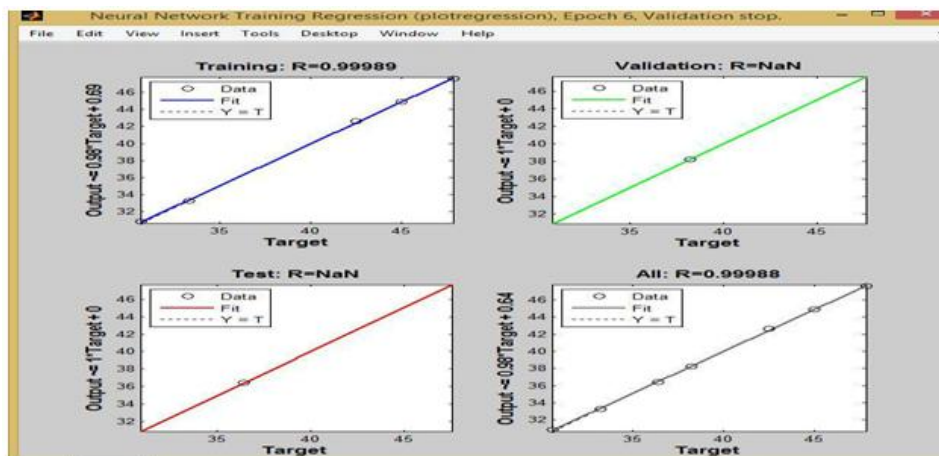 Neural Network Training Regression (plotregression), Epoch 6, Validation stop.
File Edit View Insert Tools Desktop Window Help
Training: R=0.99989
Output ~= 0.98*Target + 0.69
46
44
42
40
38
36
34
32
Data
Fit
Y = T
35 40 45
Target
Validation: R=NaN
Output ~= 1*Target + 0
46
44
42
40
38
36
34
32
Data
Fit
Y = T
35 40 45
Target
Test: R=NaN
Output ~= 1*Target + 0
46
44
42
40
38
36
34
32
Data
Fit
Y = T
35 40 45
Target
All: R=0.99988
Output ~= 0.98*Target + 0.64
46
44
42
40
38
36
34
32
Data
Fit
Y = T
35 40 45
Target